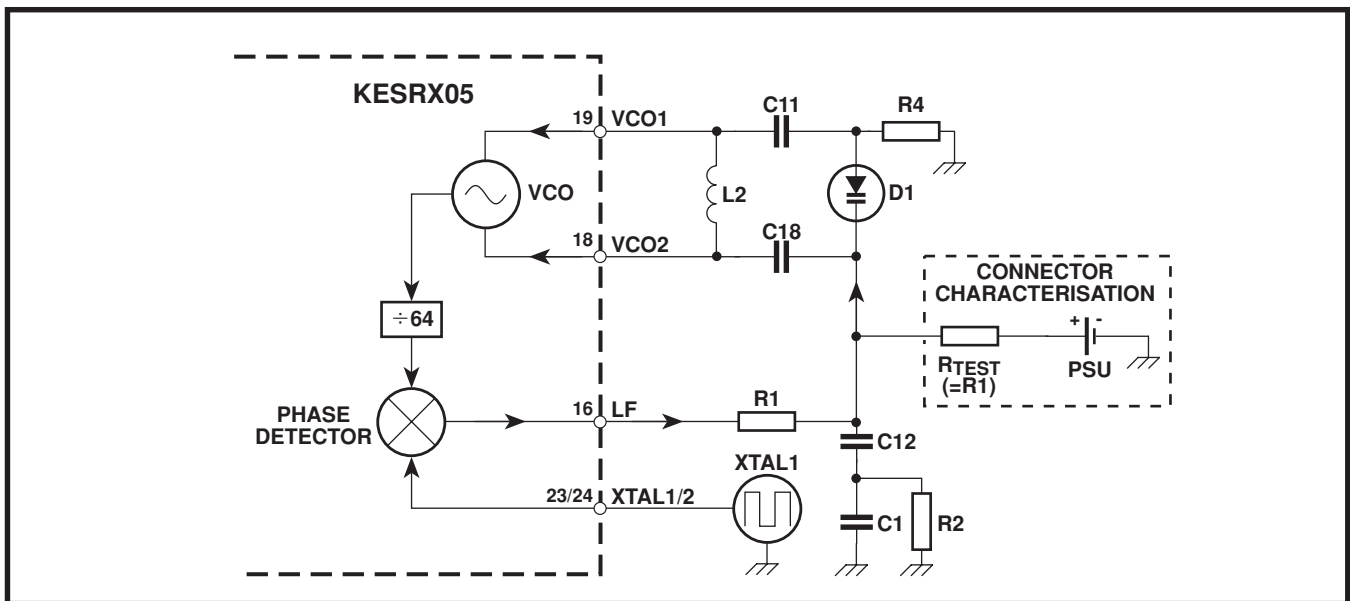 KESRX05
19 VCO1
C11
R4
VCO
L2
D1
18 VCO2
C18
CONNECTOR
CHARACTERISATION
+ -
÷64
RTEST
(=R1)
PSU
PHASE
DETECTOR
16 LF
R1
C12
XTAL1
23/24 XTAL1/2
C1
R2